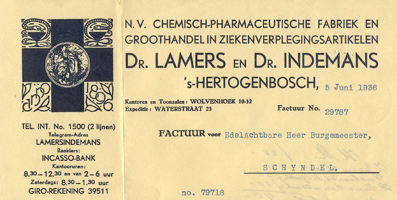 N.V. CHEMISCH-PHARMACEUTISCHE FABRIEK EN
GROOTHANDEL IN ZIEKENVERPLEGINGSARTIKELEN
DR. LAMERS EN DR. INDEMANS
's-HERTOGENBOSCH, 5 Juni 1936
Kantoren en Toonzalen: WOLVENHOEK 10-12
Expeditie: WATERSTRAAT 23
Factuur No. 29787
TEL. INT. No. 1500 (2 lijnen)
Telegram-Adres
LAMERSINDEMANS
Bankiers:
INCASSO-BANK
Kantooruren:
8,30-12,30 en van 2-6 uur
Zaterdags: 8,30-1 uur
GIRO-REKENING 39511
FACTUUR voor Edelachtbare Heer Burgemeester,
SCHYNDEL.
no. 79718